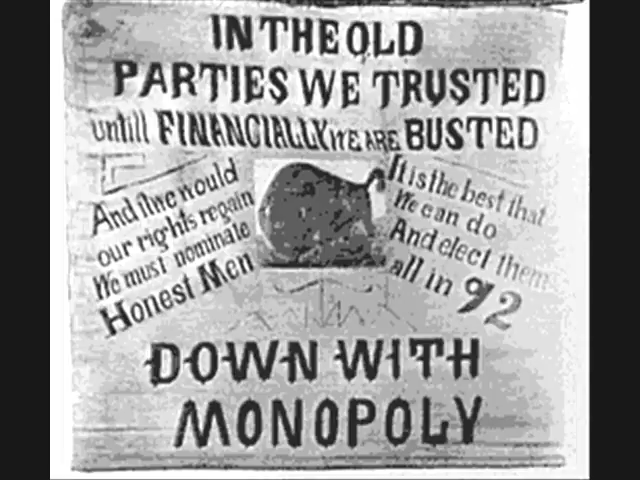 IN THE OLD
PARTIES WE TRUSTED
untill FINANCIALLY WE ARE BUSTED
And if we would
our rights regain
We must nominate
Honest Men
It is the best that
We can do
And elect them
all in 92
DOWN WITH
MONOPOLY